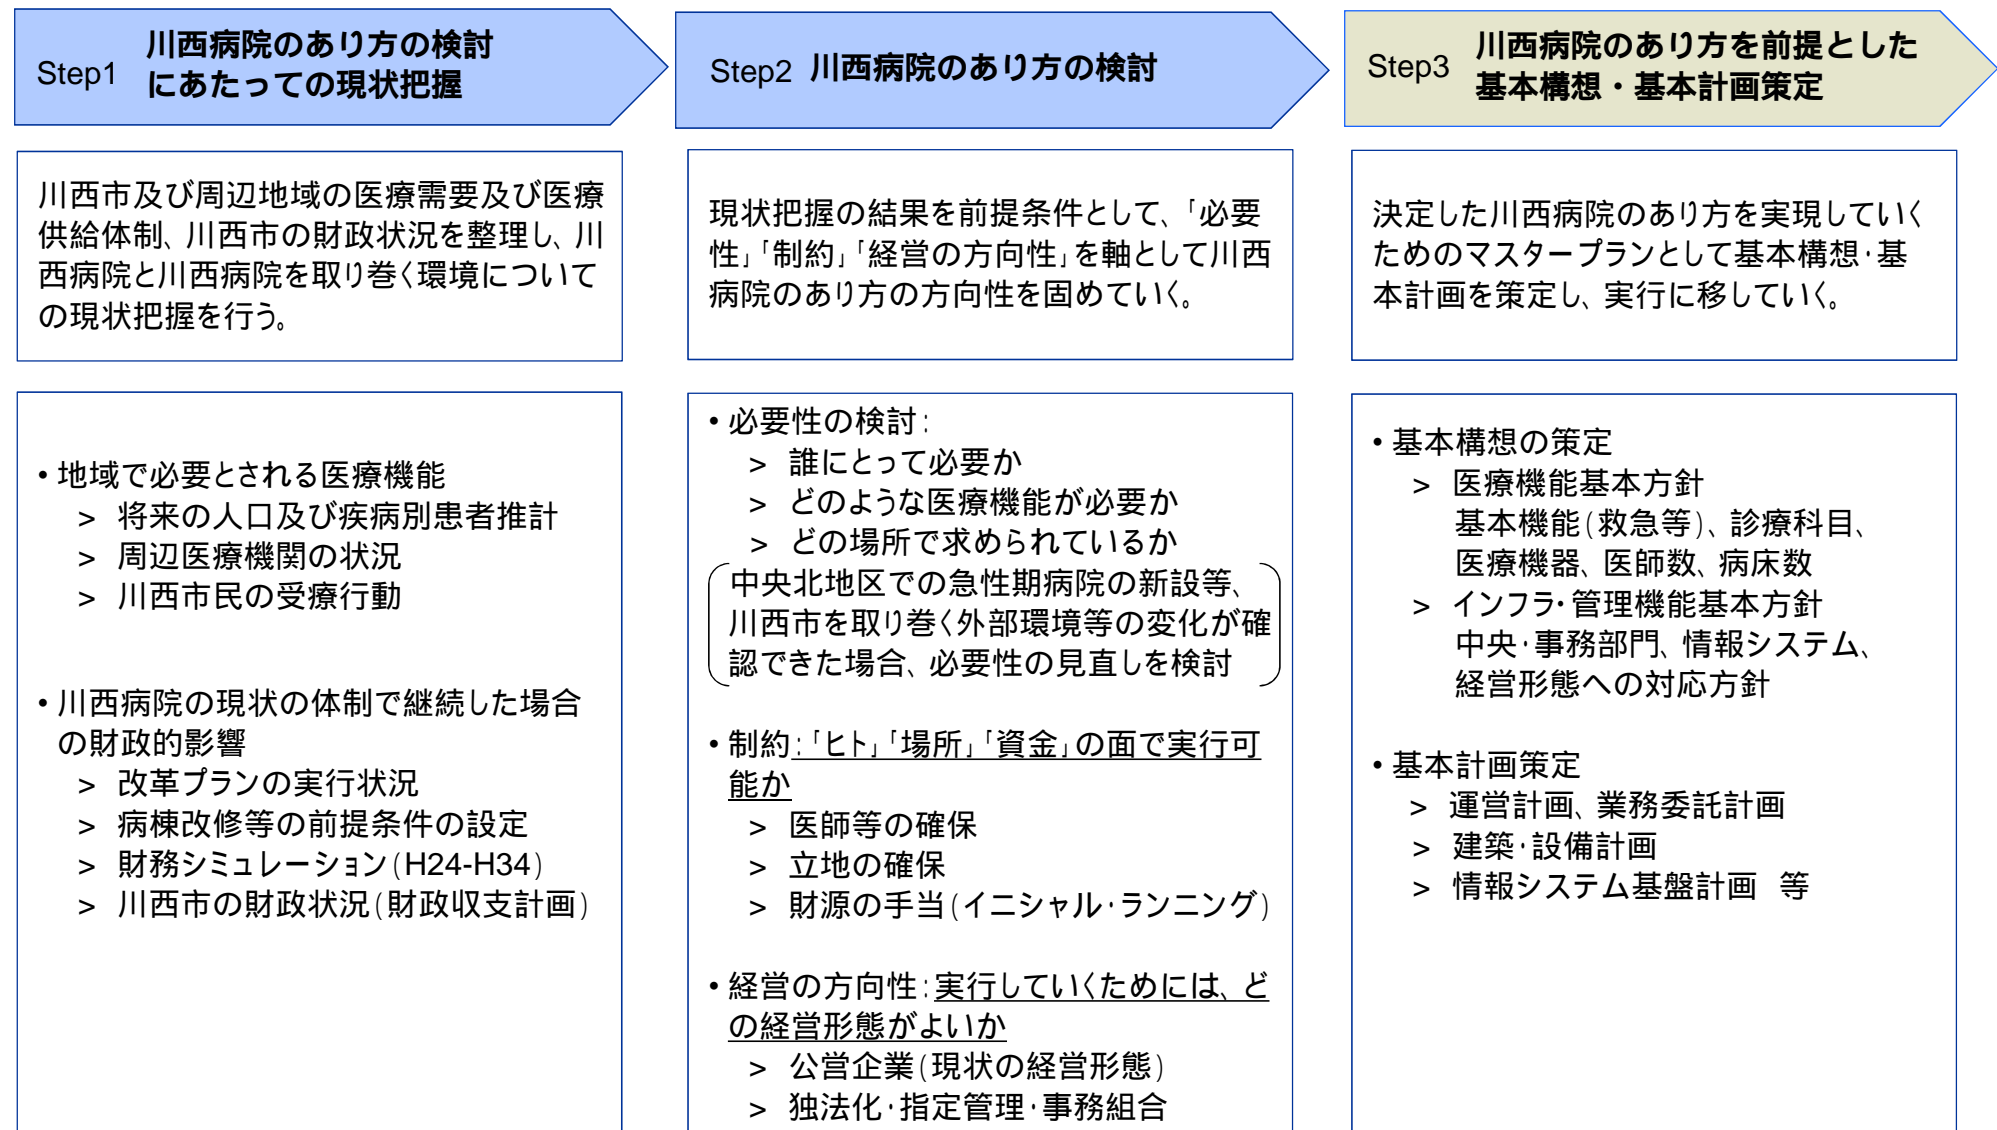 Step1
川西病院のあり方の検討
にあたっての現状把握
川西市及び周辺地域の医療需要及び医療
供給体制、川西市の財政状況を整理し、川
西病院と川西病院を取り巻く環境について
の現状把握を行う。
・地域で必要とされる医療機能
> 将来の人口及び疾病別患者推計
> 周辺医療機関の状況
> 川西市民の受療行動
・川西病院の現状の体制で継続した場合
の財政的影響
> 改革プランの実行状況
> 病棟改修等の前提条件の設定
> 財務シミュレーション(H24-H34)
> 川西市の財政状況(財政収支計画)
Step2 川西病院のあり方の検討
現状把握の結果を前提条件として、「必要
性」「制約」「経営の方向性」を軸として川西
病院のあり方の方向性を固めていく。
・必要性の検討:
> 誰にとって必要か
> どのような医療機能が必要か
> どの場所で求められているか
中央北地区での急性期病院の新設等、
川西市を取り巻く外部環境等の変化が確
認できた場合、必要性の見直しを検討
・制約:「ヒト」「場所」「資金」の面で実行可
能か
> 医師等の確保
> 立地の確保
> 財源の手当(イニシャル・ランニング)
・経営の方向性:実行していくためには、ど
の経営形態がよいか
> 公営企業(現状の経営形態)
> 独法化・指定管理・事務組合
Step3
川西病院のあり方を前提とした
基本構想・基本計画策定
決定した川西病院のあり方を実現していく
ためのマスタープランとして基本構想・基
本計画を策定し、実行に移していく。
・基本構想の策定
> 医療機能基本方針
基本機能(救急等)、診療科目、
医療機器、医師数、病床数
> インフラ・管理機能基本方針
中央・事務部門、情報システム、
経営形態への対応方針
・基本計画策定
> 運営計画、業務委託計画
> 建築・設備計画
> 情報システム基盤計画 等